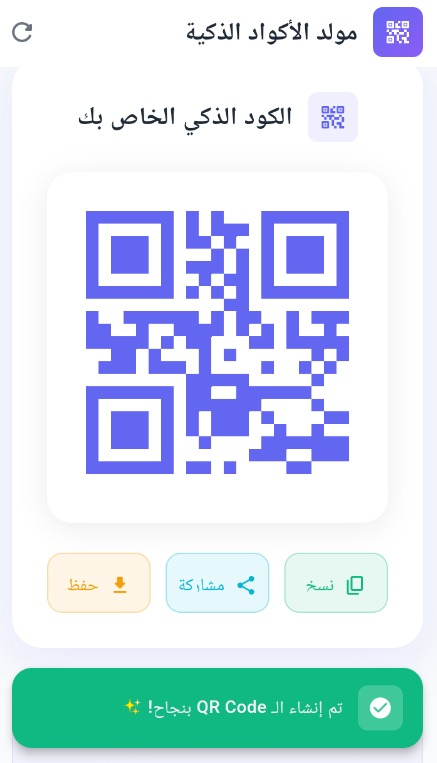 مولد الأكواد الذكية
الكود الذكي الخاص بك
نسخ
مشاركة
حفظ
تم إنشاء الـ QR Code بنجاح! ✨